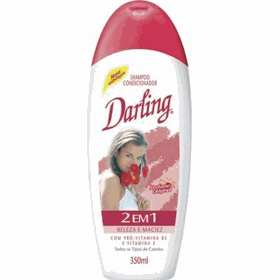 Nova
SHAMPOO
CONDICIONADOR
Darling
2 EM 1
BELEZA E MACIEZ
COM PRÓ-VITAMINA B5
E VITAMINA E
Todos os Tipos de Cabelos
350ml